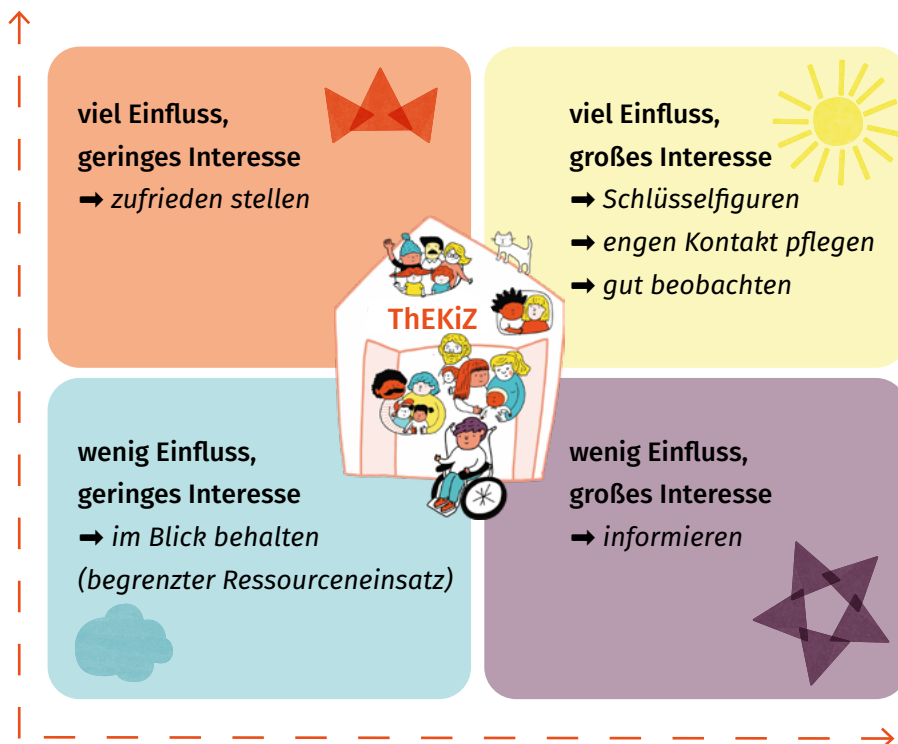 viel Einfluss,
geringes Interesse
➞ zufrieden stellen
viel Einfluss,
großes Interesse
➞ Schlüsselfiguren
➞ engen Kontakt pflegen
➞ gut beobachten
ThEKiZ
wenig Einfluss,
geringes Interesse
➞ im Blick behalten
(begrenzter Ressourceneinsatz)
wenig Einfluss,
großes Interesse
➞ informieren